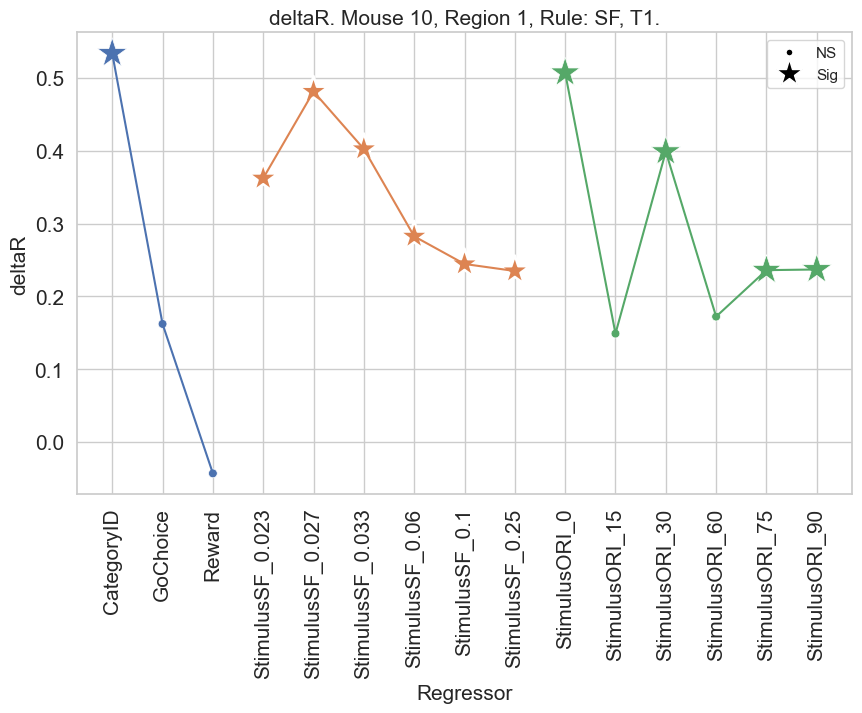 deltaR. Mouse 10, Region 1, Rule: SF, T1.
NS
Sig
0.5
0.4
0.3
0.2
0.1
0.0
deltaR
CategoryID
GoChoice
Reward
StimulusSF_0.023
StimulusSF_0.027
StimulusSF_0.033
StimulusSF_0.06
StimulusSF_0.1
StimulusSF_0.25
StimulusORI_0
StimulusORI_15
StimulusORI_30
StimulusORI_60
StimulusORI_75
StimulusORI_90
Regressor